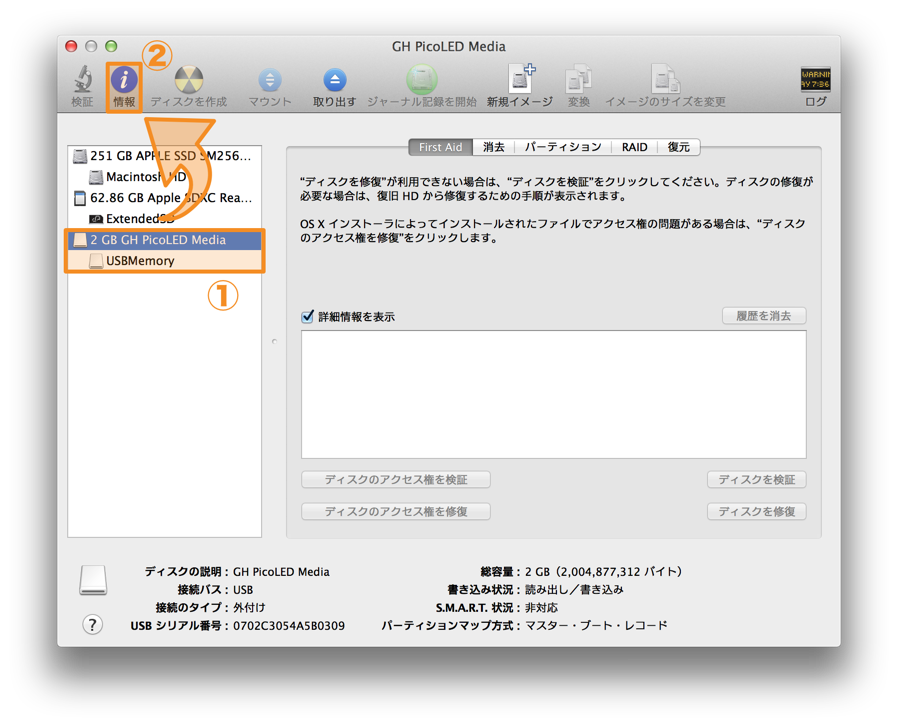 GH PicoLED Media
②
検証 情報 ディスクを作成 マウント 取り出す ジャーナル記録を開始 新規イメージ 変換 イメージのサイズを変更 ログ
WARNIN
AY 7:36
251 GB APPLE SSD SM256...
Macintosh HD
62.86 GB Apple SDXC Rea...
ExtendedSD
2 GB GH PicoLED Media
USBMemory
①
First Aid 消去 パーティション RAID 復元
“ディスクを修復”が利用できない場合は、“ディスクを検証”をクリックしてください。ディスクの修復が
必要な場合は、復旧 HD から修復するための手順が表示されます。
OS X インストーラによってインストールされたファイルでアクセス権の問題がある場合は、“ディスク
のアクセス権を修復”をクリックします。
詳細情報を表示 履歴を消去
ディスクのアクセス権を検証 ディスクを検証
ディスクのアクセス権を修復 ディスクを修復
ディスクの説明：GH PicoLED Media 総容量：2 GB（2,004,877,312 バイト）
接続バス：USB 書き込み状況：読み出し／書き込み
接続のタイプ：外付け S.M.A.R.T. 状況：非対応
USB シリアル番号：0702C3054A5B0309 パーティションマップ方式：マスター・ブート・レコード
?